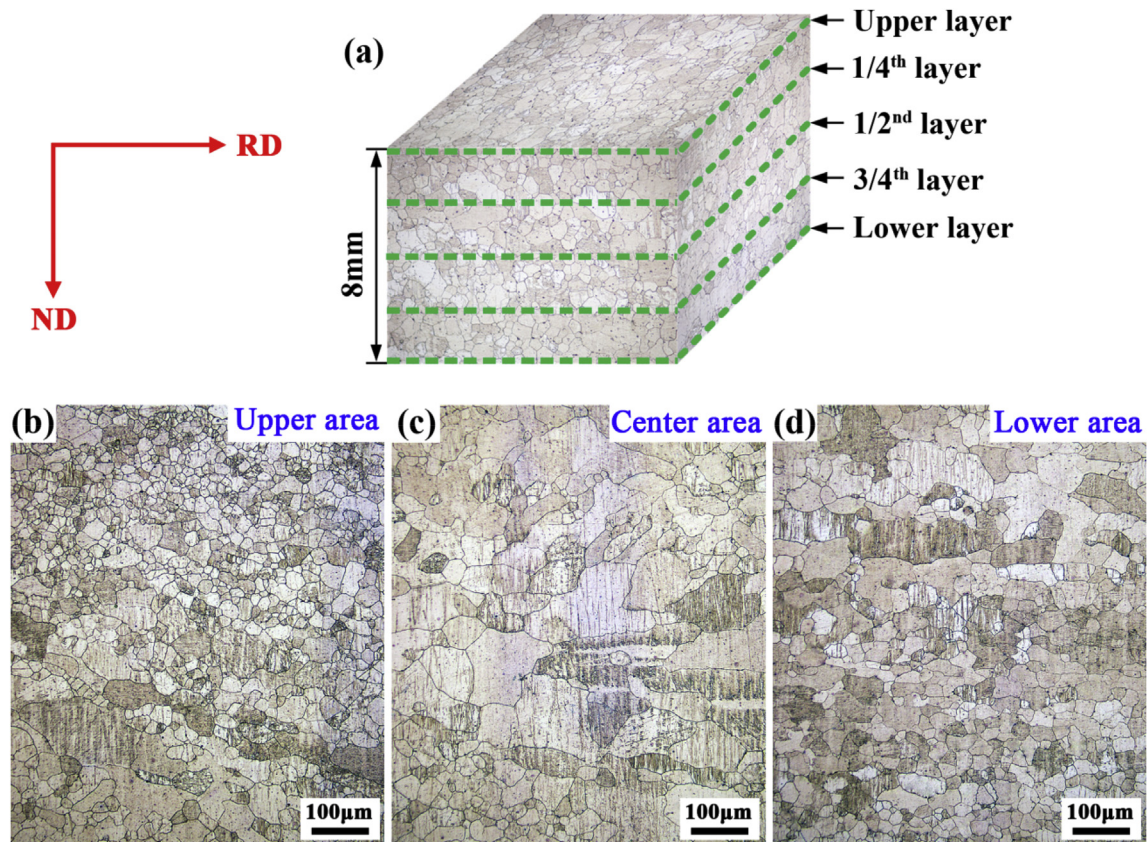 (a)
Upper layer
1/4th layer
1/2nd layer
3/4th layer
Lower layer
RD
ND
8mm
(b)
Upper area
(c)
Center area
(d)
Lower area
100μm
100μm
100μm